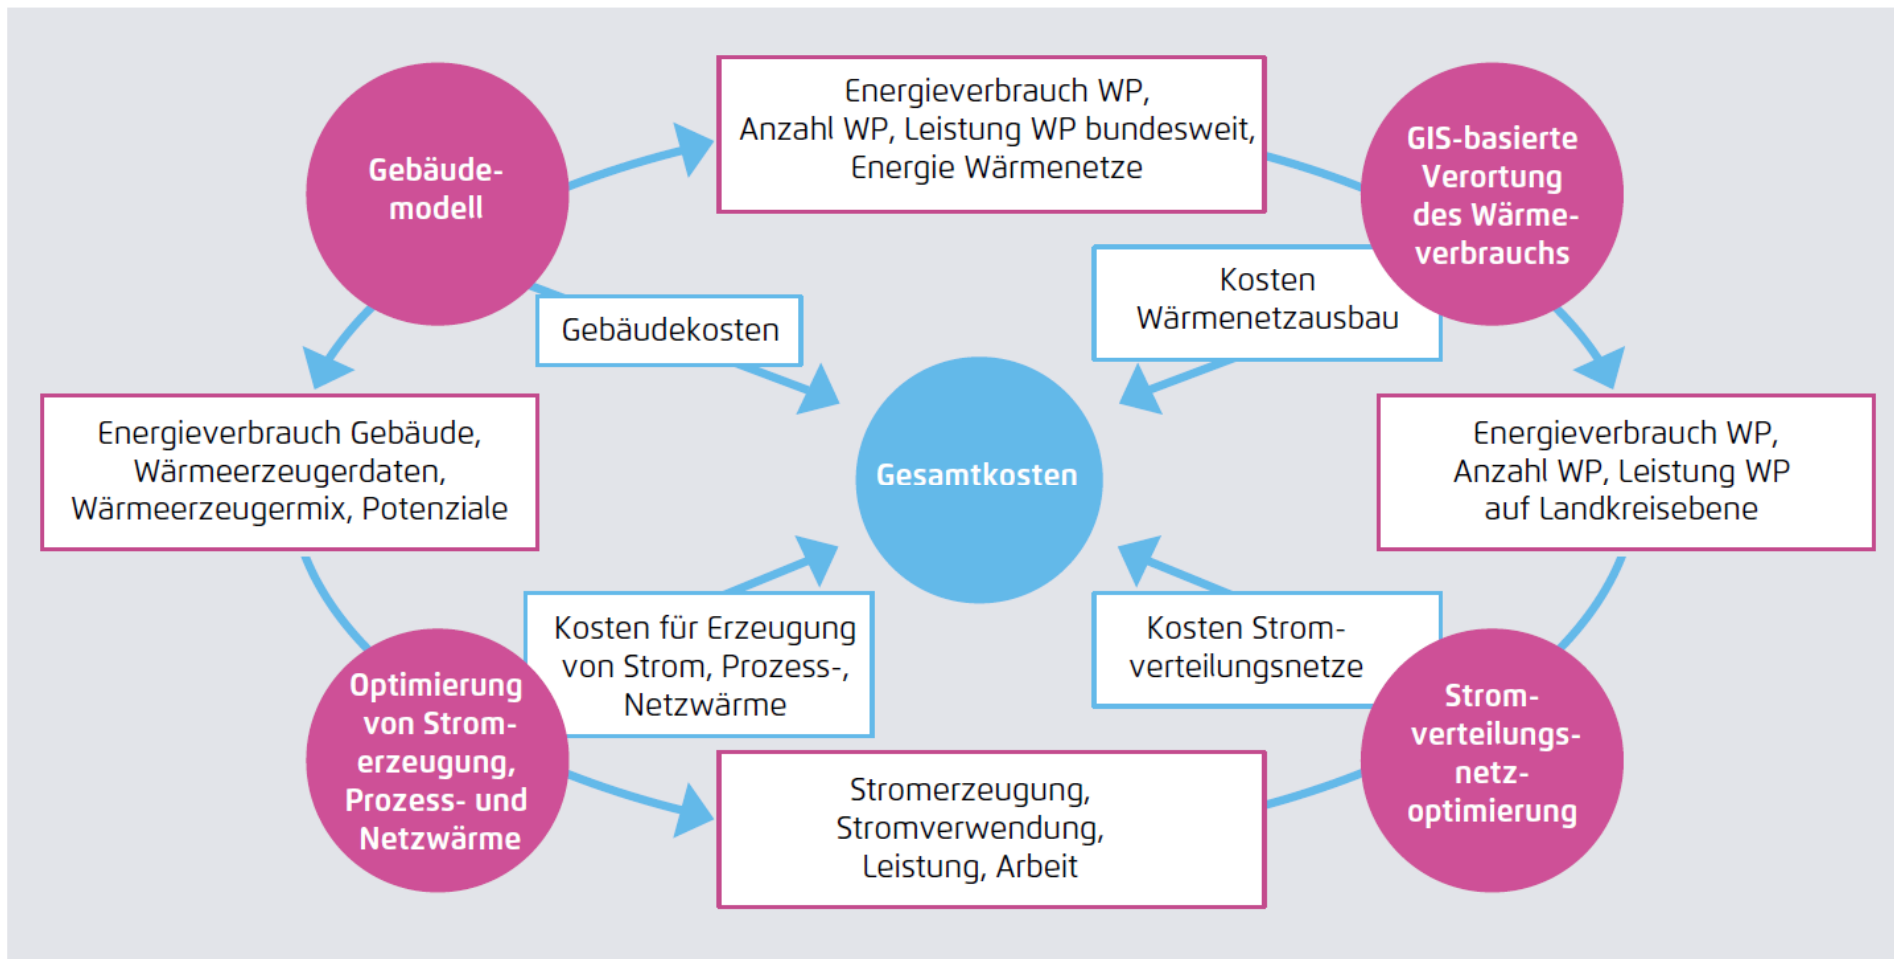 Energieverbrauch WP,
Anzahl WP, Leistung WP bundesweit,
Energie Wärmenetze
Gebäude-
modell
GIS-basierte
Verortung
des Wärme-
verbrauchs
Gebäudekosten
Kosten
Wärmenetzausbau
Energieverbrauch Gebäude,
Wärmeerzeugerdaten,
Wärmeerzeugermix, Potenziale
Gesamtkosten
Energieverbrauch WP,
Anzahl WP, Leistung WP
auf Landkreisebene
Kosten für Erzeugung
von Strom, Prozess-,
Netzwärme
Kosten Strom-
verteilungsnetze
Optimierung
von Strom-
erzeugung,
Prozess- und
Netzwärme
Stromerzeugung,
Stromverwendung,
Leistung, Arbeit
Strom-
verteilungs-
netz-
optimierung